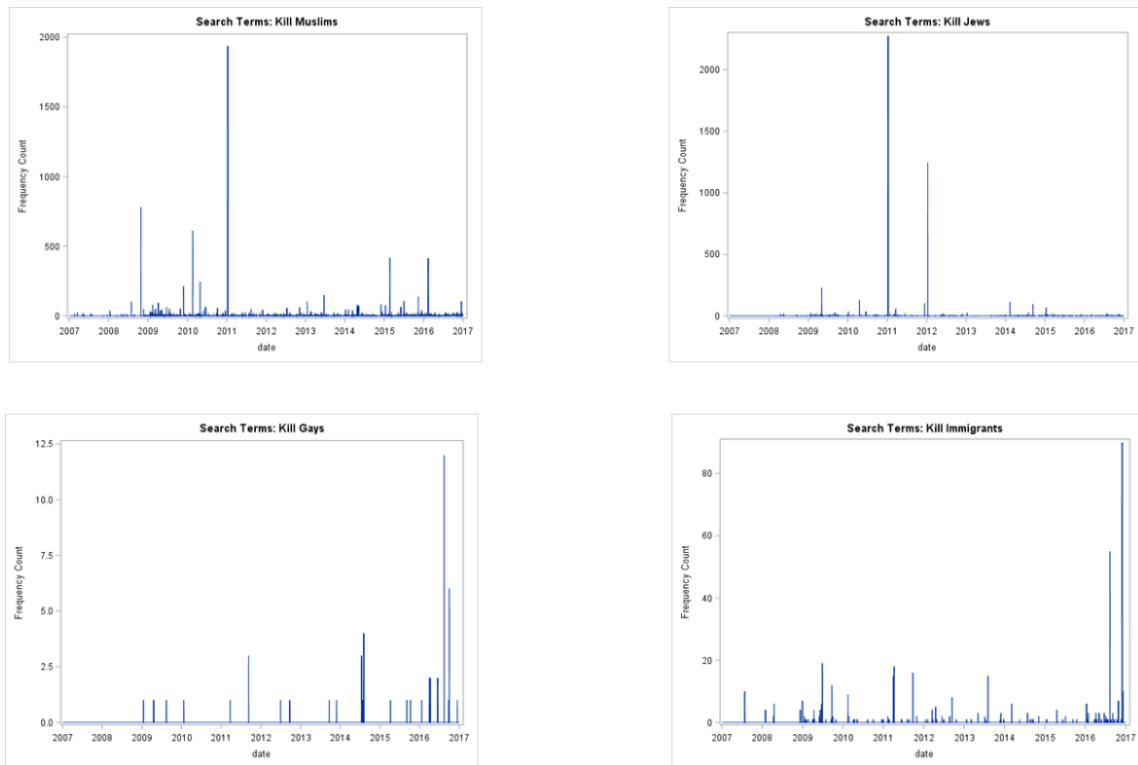 Search Terms: Kill Muslims
2000
1500
1000
500
0
Frequency Count
2007 2008 2009 2010 2011 2012 2013 2014 2015 2016 2017
date
Search Terms: Kill Jews
2000
1500
1000
500
0
Frequency Count
2007 2008 2009 2010 2011 2012 2013 2014 2015 2016 2017
date
Search Terms: Kill Gays
12.5
10.0
7.5
5.0
2.5
0.0
Frequency Count
2007 2008 2009 2010 2011 2012 2013 2014 2015 2016 2017
date
Search Terms: Kill Immigrants
80
60
40
20
0
Frequency Count
2007 2008 2009 2010 2011 2012 2013 2014 2015 2016 2017
date